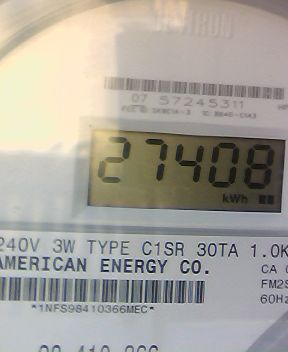 07 57245311
27408
kWh
240V 3W TYPE C1SR 30TA 1.0K
AMERICAN ENERGY CO.
CA
FM2S
60Hz
*1NFS98410366MEC*